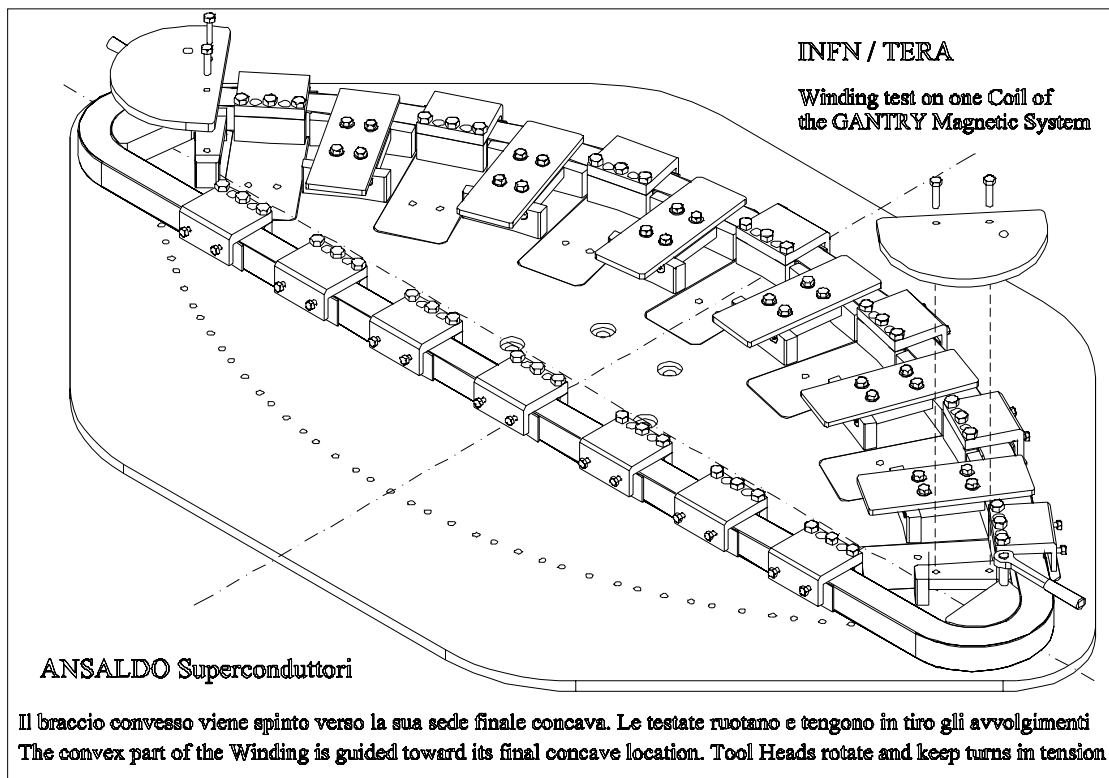 INFN / TERA
Winding test on one Coil of
the GANTRY Magnetic System
ANSALDO Superconduttori
Il braccio convesso viene spinto verso la sua sede finale concava. Le testate ruotano e tengono in tiro gli avvolgimenti
The convex part of the Winding is guided toward its final concave location. Tool Heads rotate and keep turns in tension